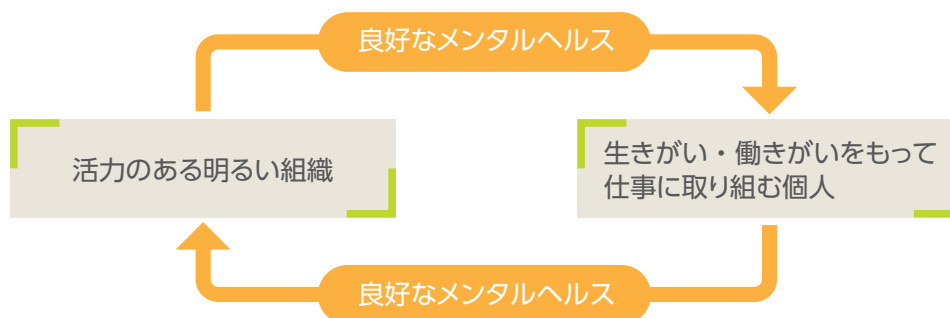 良好なメンタルヘルス
活力のある明るい組織
生きがい・働きがいをもって
仕事に取り組む個人
良好なメンタルヘルス